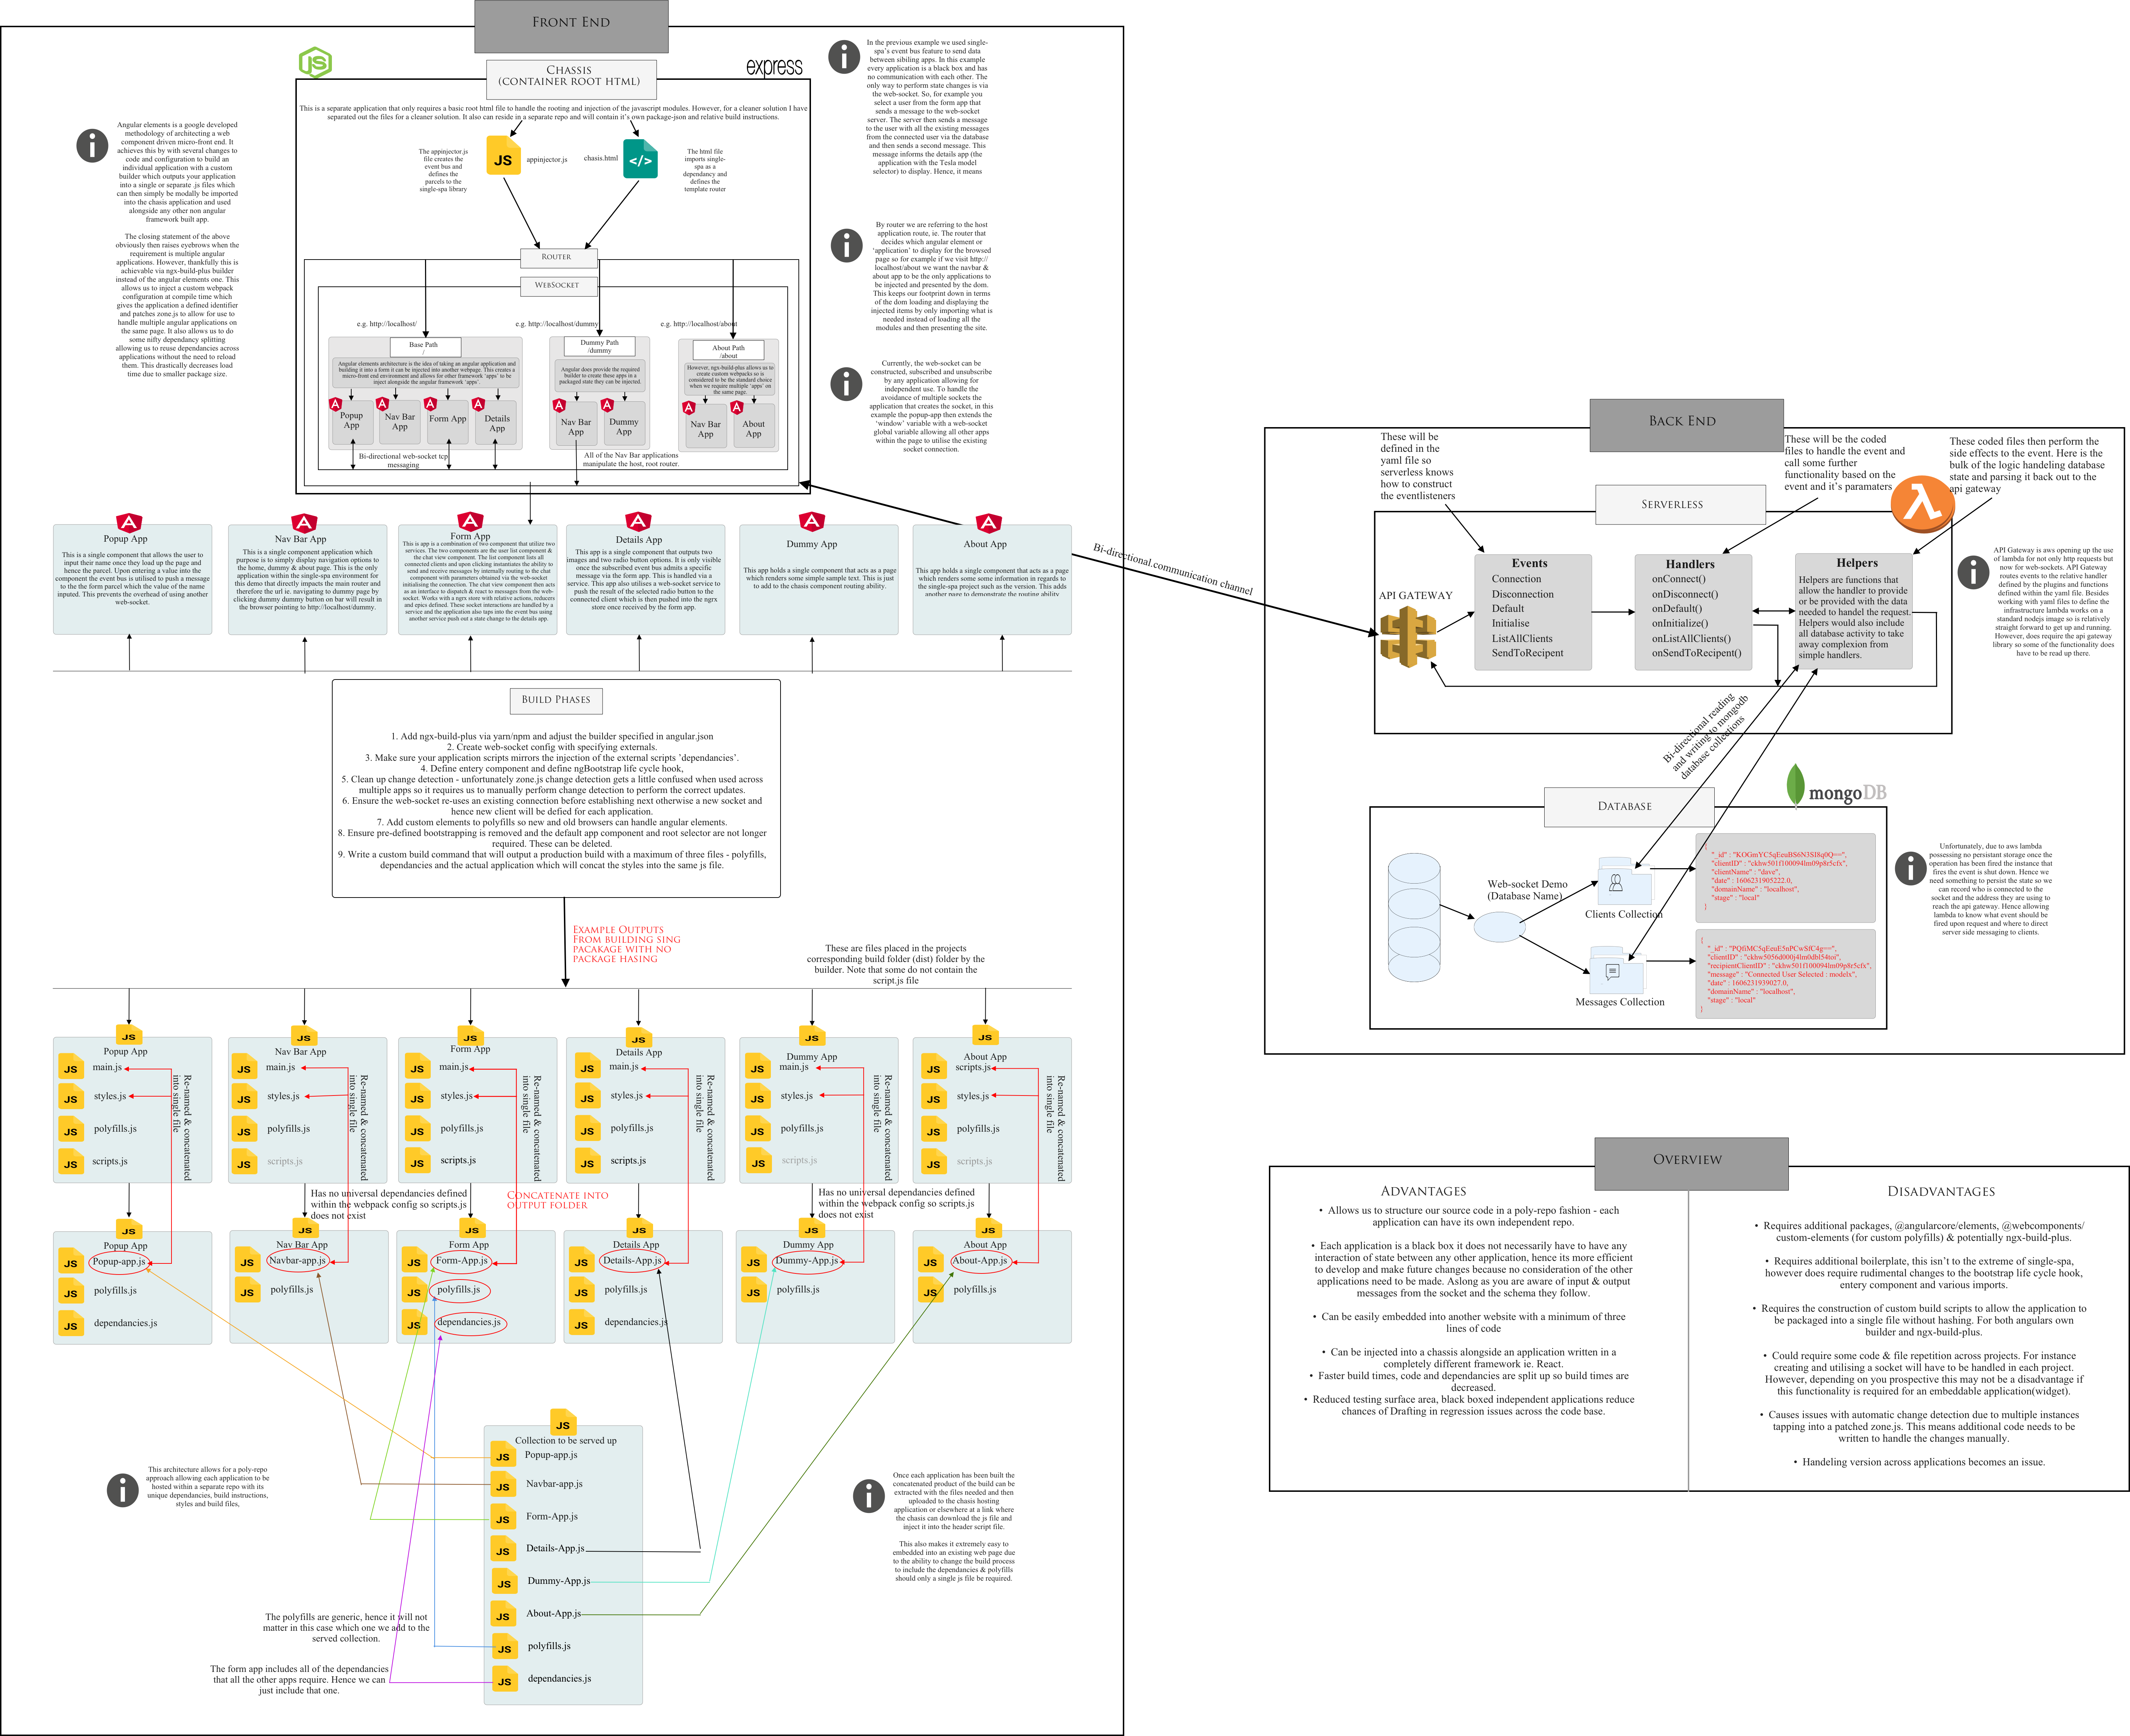 FRONT END
CHASSIS
(CONTAINER ROOT HTML)
JS
express
This is a separate application that only requires a basic root html file to handle the rooting and injection of the javascript modules. However, for a cleaner solution I have
separated out the files for a cleaner solution. It also can reside in a separate repo and will contain it's own package-json and relative build instructions.
The appinjector.js
file creates the
event bus and
defines the
parcels to the
single-spa library
JS
appinjector.js
chasis.html
</>
The html file
imports single-
spa as a
dependancy and
defines the
template router
Angular elements is a google developed
methodology of architecting a web
component driven micro-front end. It
achieves this by with several changes to
code and configuration to build an
individual application with a custom
builder which outputs your application
into a single or separate .js files which
can then simply be modally be imported
into the chasis application and used
alongside any other non angular
framework built app.
The closing statement of the above
obviously then raises eyebrows when the
requirement is multiple angular
applications. However, thankfully this is
achievable via ngx-build-plus builder
instead of the angular elements one. This
allows us to inject a custom webpack
configuration at compile time which
gives the application a defined identifier
and patches zone.js to allow for use to
handle multiple angular applications on
the same page. It also allows us to do
some nifty dependancy splitting
allowing us to reuse dependancies across
applications without the need to reload
them. This drastically decreases load
time due to smaller package size.
In the previous example we used single-
spa's event bus feature to send data
between sibiling apps. In this example
every application is a black box and has
no communication with each other. The
only way to perform state changes is via
the web-socket. So, for example you
select a user from the form app that
sends a message to the web-socket
server. The server then sends a message
to the user with all the existing messages
from the connected user via the database
and then sends a second message. This
message informs the details app (the
application with the Tesla model
selector) to display. Hence, it means
By router we are referring to the host
application route, ie. The router that
decides which angular element or
'application' to display for the browsed
page so for example if we visit http://
localhost/about we want the navbar &
about app to be the only applications to
be injected and presented by the dom.
This keeps our footprint down in terms
of the dom loading and displaying the
injected items by only importing what is
needed instead of loading all the
modules and then presenting the site.
Currently, the web-socket can be
constructed, subscribed and unsubscribe
by any application allowing for
independent use. To handle the
avoidance of multiple sockets the
application that creates the socket, in this
example the popup-app then extends the
'window' variable with a web-socket
global variable allowing all other apps
within the page to utilise the existing
socket connection.
ROUTER
WEBSOCKET
e.g. http://localhost/
e.g. http://localhost/dummy
e.g. http://localhost/about
Base Path
/
Angular elements architecture is the idea of taking an angular application and
building it into a form it can be injected into another webpage. This creates a
micro-front end environment and allows for other framework 'apps' to be
inject alongside the angular framework 'apps'.
Popup
App
Nav Bar
App
Form App
Details
App
Dummy Path
/dummy
Angular does provide the required
builder to create these apps in a
packaged state they can be injected.
Nav Bar
App
Dummy
App
About Path
/about
However, ngx-build-plus allows us to
create custom webpacks so is
considered to be the standard choice
when we require multiple 'apps' on
the same page.
Nav Bar
App
About
App
Bi-directional web-socket tcp
messaging
All of the Nav Bar applications
manipulate the host, root router.
Popup App
This is a single component that allows the user to
input their name once they load up the page and
hence the parcel. Upon entering a value into the
component the event bus is utilised to push a message
to the the form parcel which the value of the name
inputed. This prevents the overhead of using another
web-socket.
Nav Bar App
This is a single component application which
purpose is to simply display navigation options to
the home, dummy & about page. This is the only
application within the single-spa environment for
this demo that directly impacts the main router and
therefore the url ie. navigating to dummy page by
clicking dummy dummy button on bar will result in
the browser pointing to http://localhost/dummy.
Form App
This is app is a combination of two component that utilize two
services. The two components are the user list component &
the chat view component. The list component lists all
connected clients and upon clicking instantiates the ability to
send and receive messages by internally routing to the chat
component with parameters obtained via the web-socket
initialising the connection. The chat view component then acts
as an interface to dispatch & react to messages from the web-
socket. Works with a ngrx store with relative actions, reducers
and epics defined. These socket interactions are handled by a
service and the application also taps into the event bus using
another service push out a state change to the details app.
Details App
This app is a single component that outputs two
images and two radio button options. It is only visible
once the subscribed event bus admits a specific
message via the form app. This is handled via a
service. This app also utilises a web-socket service to
push the result of the selected radio button to the
connected client which is then pushed into the ngrx
store once received by the form app.
Dummy App
This app holds a single component that acts as a page
which renders some simple sample text. This is just
to add to the chasis component routing ability.
About App
This app holds a single component that acts as a page
which renders some information in regards to
the single-spa project such as the version. This adds
another page to demonstrate the routing ability
BUILD PHASES
1. Add ngx-build-plus via yarn/npm and adjust the builder specified in angular.json
2. Create web-socket config with specifying externals.
3. Make sure your application scripts mirrors the injection of the external scripts 'dependancies'.
4. Define entery component and define ngBootstrap life cycle hook,
5. Clean up change detection - unfortunately zone.js change detection gets a little confused when used across
multiple apps so it requires us to manually perform change detection to perform the correct updates.
6. Ensure the web-socket re-uses an existing connection before establishing next otherwise a new socket and
hence new client will be defied for each application.
7. Add custom elements to polyfills so new and old browsers can handle angular elements.
8. Ensure pre-defined bootstrapping is removed and the default app component and root selector are not longer
required. These can be deleted.
9. Write a custom build command that will output a production build with a maximum of three files - polyfills,
dependancies and the actual application which will concat the styles into the same js file.
EXAMPLE OUTPUTS
FROM BUILDING SING
PACAKAGE WITH NO
PACKAGE HASING
These are files placed in the projects
corresponding build folder (dist) folder by the
builder. Note that some do not contain the
script.js file
Popup App
main.js
styles.js
polyfills.js
scripts.js
Re-named & concatenated
into single file
Nav Bar App
main.js
styles.js
polyfills.js
scripts.js
Re-named & concatenated
into single file
Form App
main.js
styles.js
polyfills.js
scripts.js
Re-named & concatenated
into single file
Details App
main.js
styles.js
polyfills.js
scripts.js
Re-named & concatenated
into single file
Dummy App
main.js
styles.js
polyfills.js
scripts.js
Re-named & concatenated
into single file
About App
scripts.js
styles.js
polyfills.js
scripts.js
Re-named & concatenated
into single file
Has no universal dependancies defined
within the webpack config so scripts.js
does not exist
CONCATENATE INTO
OUTPUT FOLDER
Has no universal dependancies defined
within the webpack config so scripts.js
does not exist
Popup App
Popup-app.js
polyfills.js
dependancies.js
Nav Bar App
Navbar-app.js
polyfills.js
Form App
Form-App.js
polyfills.js
dependancies.js
Details App
Details-App.js
polyfills.js
dependancies.js
Dummy App
Dummy-App.js
polyfills.js
About App
About-App.js
polyfills.js
Collection to be served up
Popup-app.js
Navbar-app.js
Form-App.js
Details-App.js
Dummy-App.js
About-App.js
polyfills.js
dependancies.js
This architecture allows for a poly-repo
approach allowing each application to be
hosted within a separate repo with its
unique dependancies, build instructions,
styles and build files,
Once each application has been built the
concatenated product of the build can be
extracted with the files needed and then
uploaded to the chasis hosting
application or elsewhere at a link where
the chasis can download the js file and
inject it into the header script file.
This also makes it extremely easy to
embedded into an existing web page due
to the ability to change the build process
to include the dependancies & polyfills
should only a single js file be required.
The polyfills are generic, hence it will not
matter in this case which one we add to the
served collection.
The form app includes all of the dependancies
that all the other apps require. Hence we can
just include that one.
Bi-directional communication channel
BACK END
These will be
defined in the
yaml file so
serverless knows
how to construct
the eventlisteners
These will be the coded
files to handle the event and
call some further
functionality based on the
event and it's paramaters
These coded files then perform the
side effects to the event. Here is the
bulk of the logic handeling database
state and parsing it back out to the
api gateway
SERVERLESS
API GATEWAY
Events
Connection
Disconnection
Default
Initialise
ListAllClients
SendToRecipent
Handlers
onConnect()
onDisconnect()
onDefault()
onInitialize()
onListAllClients()
onSendToRecipent()
Helpers
Helpers are functions that
allow the handler to provide
or be provided with the data
needed to handel the request.
Helpers would also include
all database activity to take
away complexion from
simple handlers.
API Gateway is aws opening up the use
of lambda for not only http requests but
now for web-sockets. API Gateway
routes events to the relative handler
defined by the plugins and functions
defined within the yaml file. Besides
working with yaml files to define the
infrastructure lambda works on a
standard nodejs image so is relatively
straight forward to get up and running.
However, does require the api gateway
library so some of the functionality does
have to be read up there.
Bi-directional reading
and writing to mongodb
database collections
DATABASE
mongoDB
Web-socket Demo
(Database Name)
Clients Collection
Messages Collection
{
"_id" : "KOGmYC5qEeuBS6N3SI8q0Q==",
"clientID" : "ckhw501f100094lm09p8r5cfx",
"clientName" : "dave",
"date" : 1606231905222.0,
"domainName" : "localhost",
"stage" : "local"
}
{
"_id" : "PQfiMC5qEeuE5nPCwSfC4g==",
"clientID" : "ckhw5056d000j4lm0dhl54toi",
"recipientClientID" : "ckhw501f100094lm09p8r5cfx",
"message" : "Connected User Selected : modelx",
"date" : 1606231939027.0,
"domainName" : "localhost",
"stage" : "local"
}
Unfortunately, due to aws lambda
possessing no persistant storage once the
operation has been fired the instance that
fires the event is shut down. Hence we
need something to persist the state so we
can record who is connected to the
socket and the address they are using to
reach the api gateway. Hence allowing
lambda to know what event should be
fired upon request and where to direct
server side messaging to clients.
OVERVIEW
ADVANTAGES
• Allows us to structure our source code in a poly-repo fashion - each
application can have its own independent repo.
• Each application is a black box it does not necessarily have to have any
interaction of state between any other application, hence its more efficient
to develop and make future changes because no consideration of the other
applications need to be made. Aslong as you are aware of input & output
messages from the socket and the schema they follow.
• Can be easily embedded into another website with a minimum of three
lines of code
• Can be injected into a chassis alongside an application written in a
completely different framework ie. React.
• Faster build times, code and dependancies are split up so build times are
decreased.
• Reduced testing surface area, black boxed independent applications reduce
chances of Drafting in regression issues across the code base.
DISADVANTAGES
• Requires additional packages, @angularcore/elements, @webcomponents/
custom-elements (for custom polyfills) & potentially ngx-build-plus.
• Requires additional boilerplate, this isn't to the extreme of single-spa,
however does require rudimental changes to the bootstrap life cycle hook,
entery component and various imports.
• Requires the construction of custom build scripts to allow the application to
be packaged into a single file without hashing. For both angulars own
builder and ngx-build-plus.
• Could require some code & file repetition across projects. For instance
creating and utilising a socket will have to be handled in each project.
However, depending on you prospective this may not be a disadvantage if
this functionality is required for an embeddable application(widget).
• Causes issues with automatic change detection due to multiple instances
tapping into a patched zone.js. This means additional code needs to be
written to handle the changes manually.
• Handeling version across applications becomes an issue.